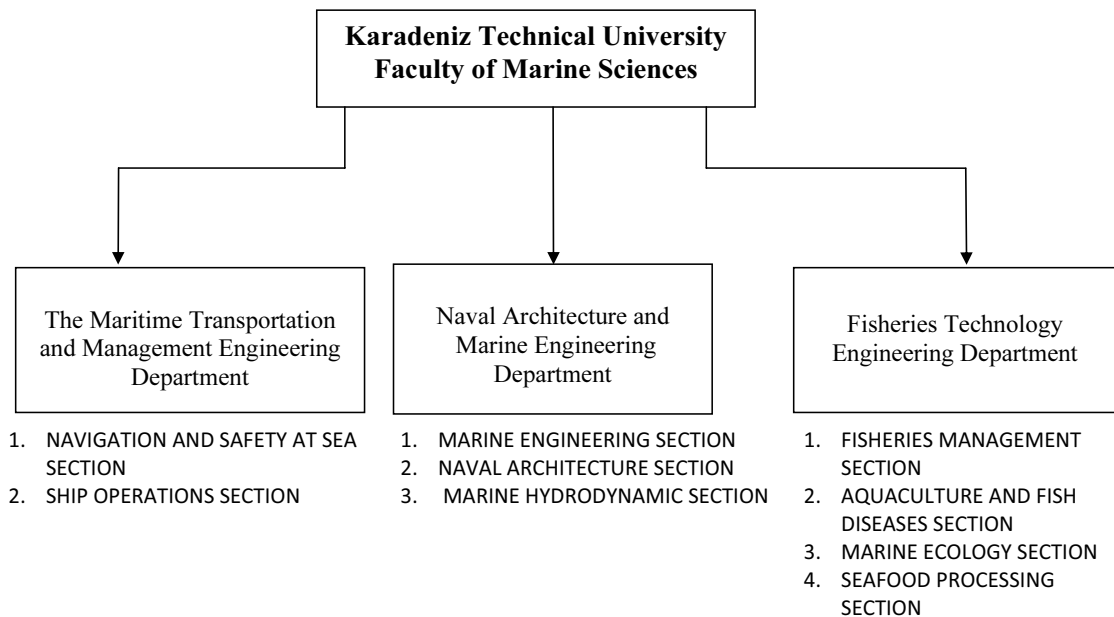 Karadeniz Technical University
Faculty of Marine Sciences
The Maritime Transportation
and Management Engineering
Department
1. NAVIGATION AND SAFETY AT SEA
SECTION
2. SHIP OPERATIONS SECTION
Naval Architecture and
Marine Engineering
Department
1. MARINE ENGINEERING SECTION
2. NAVAL ARCHITECTURE SECTION
3. MARINE HYDRODYNAMIC SECTION
Fisheries Technology
Engineering Department
1. FISHERIES MANAGEMENT
SECTION
2. AQUACULTURE AND FISH
DISEASES SECTION
3. MARINE ECOLOGY SECTION
4. SEAFOOD PROCESSING
SECTION